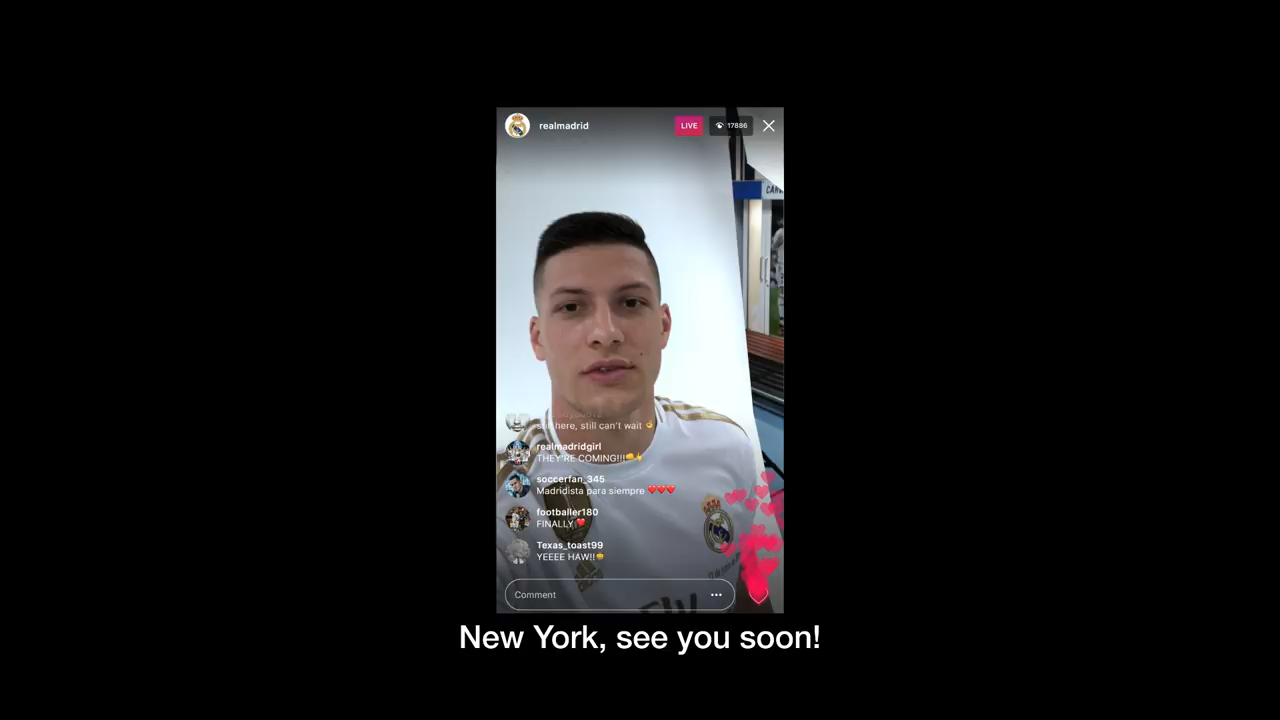 realmadrid
LIVE
17886
still here, still can't wait
realmadridgirl
THEY'RE COMING!!!
soccerfan_345
Madridista para siempre ❤️❤️❤️
footballer180
FINALLY ❤️
Texas_toast99
YEEEE HAW!!🤠
Comment
Fly
New York, see you soon!